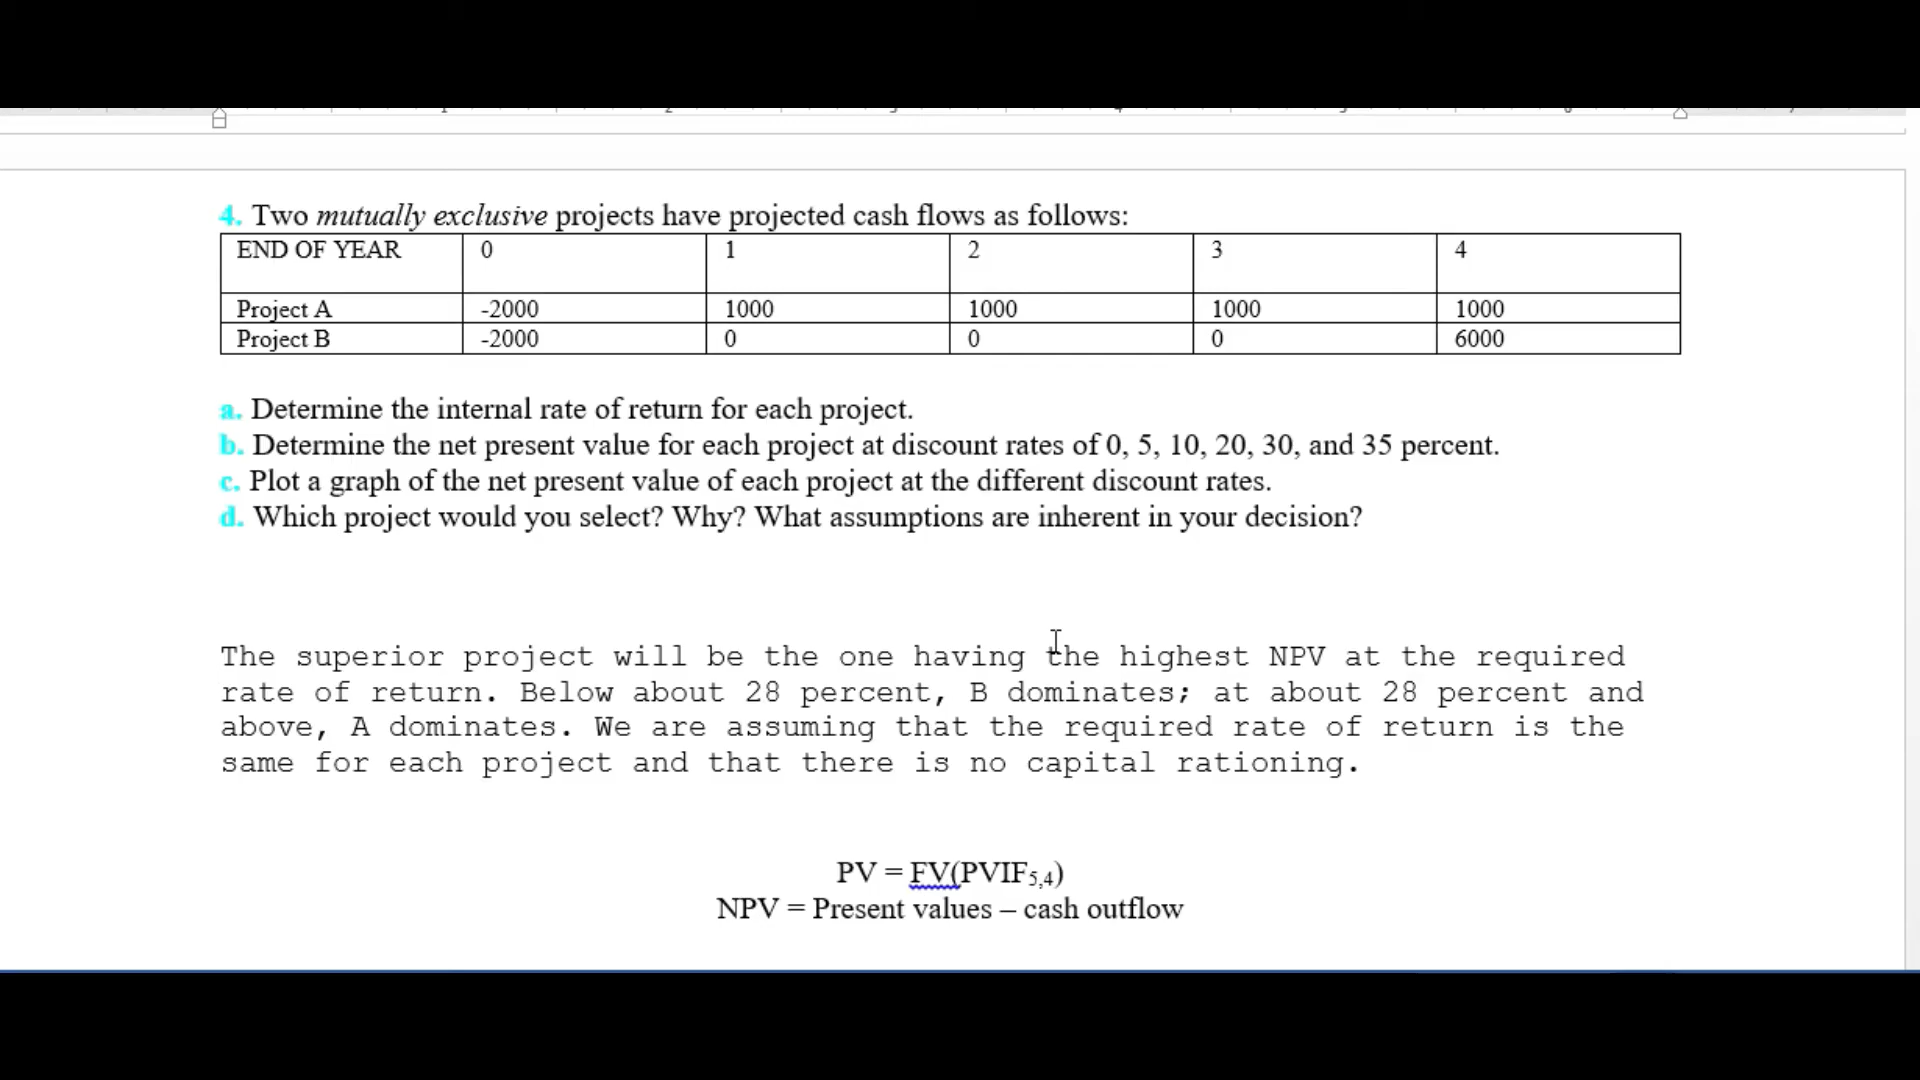 4. Two mutually exclusive projects have projected cash flows as follows:
END OF YEAR 0 1 2 3 4
Project A -2000 1000 1000 1000 1000
Project B -2000 0 0 0 6000
a. Determine the internal rate of return for each project.
b. Determine the net present value for each project at discount rates of 0, 5, 10, 20, 30, and 35 percent.
c. Plot a graph of the net present value of each project at the different discount rates.
d. Which project would you select? Why? What assumptions are inherent in your decision?
The superior project will be the one having the highest NPV at the required
rate of return. Below about 28 percent, B dominates; at about 28 percent and
above, A dominates. We are assuming that the required rate of return is the
same for each project and that there is no capital rationing.
PV = FV(PVIF5,4)
NPV = Present values – cash outflow